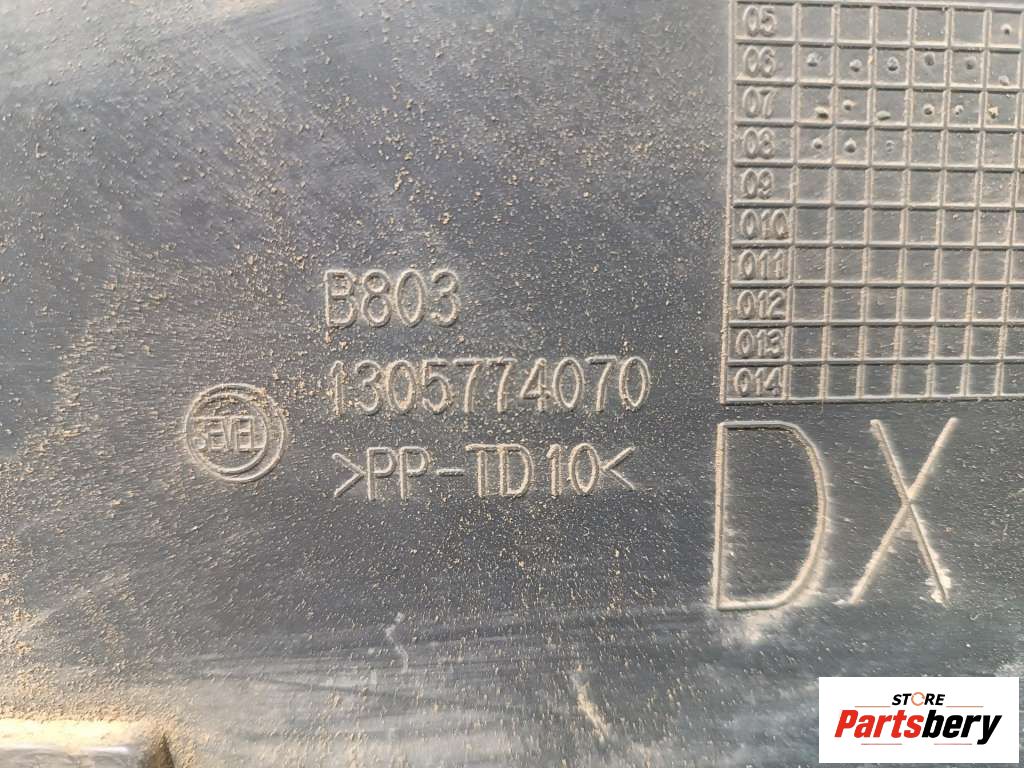 05
06
07
08
09
010
011
012
013
014
B803
1305774070
SEVEL
>PP-TD10<
DX
STORE
Partsbery